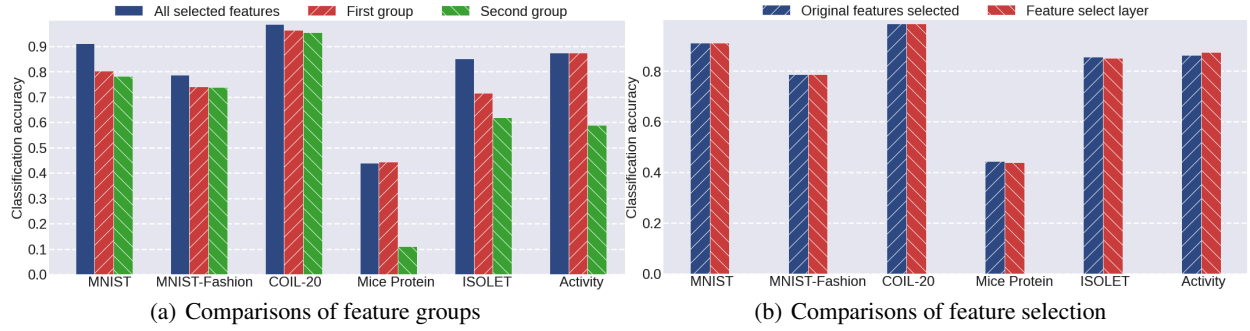 All selected features First group Second group
Classification accuracy
0.9
0.8
0.7
0.6
0.5
0.4
0.3
0.2
0.1
0.0
MNIST MNIST-Fashion COIL-20 Mice Protein ISOLET Activity
(a) Comparisons of feature groups
Original features selected Feature select layer
Classification accuracy
0.8
0.6
0.4
0.2
0.0
MNIST MNIST-Fashion COIL-20 Mice Protein ISOLET Activity
(b) Comparisons of feature selection